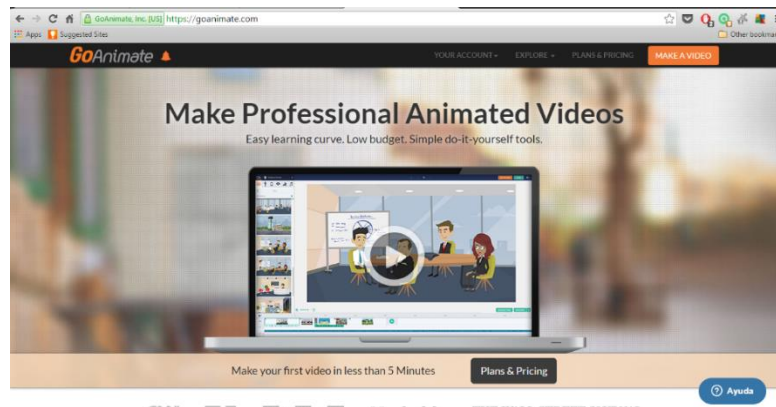 GoAnimate, Inc. [US] https://goanimate.com
Apps Suggested Sites Other bookmar
GoAnimate YOUR ACCOUNT EXPLORE PLANS & PRICING MAKE A VIDEO
Make Professional Animated Videos
Easy learning curve. Low budget. Simple do-it-yourself tools.
Make your first video in less than 5 Minutes Plans & Pricing
Ayuda